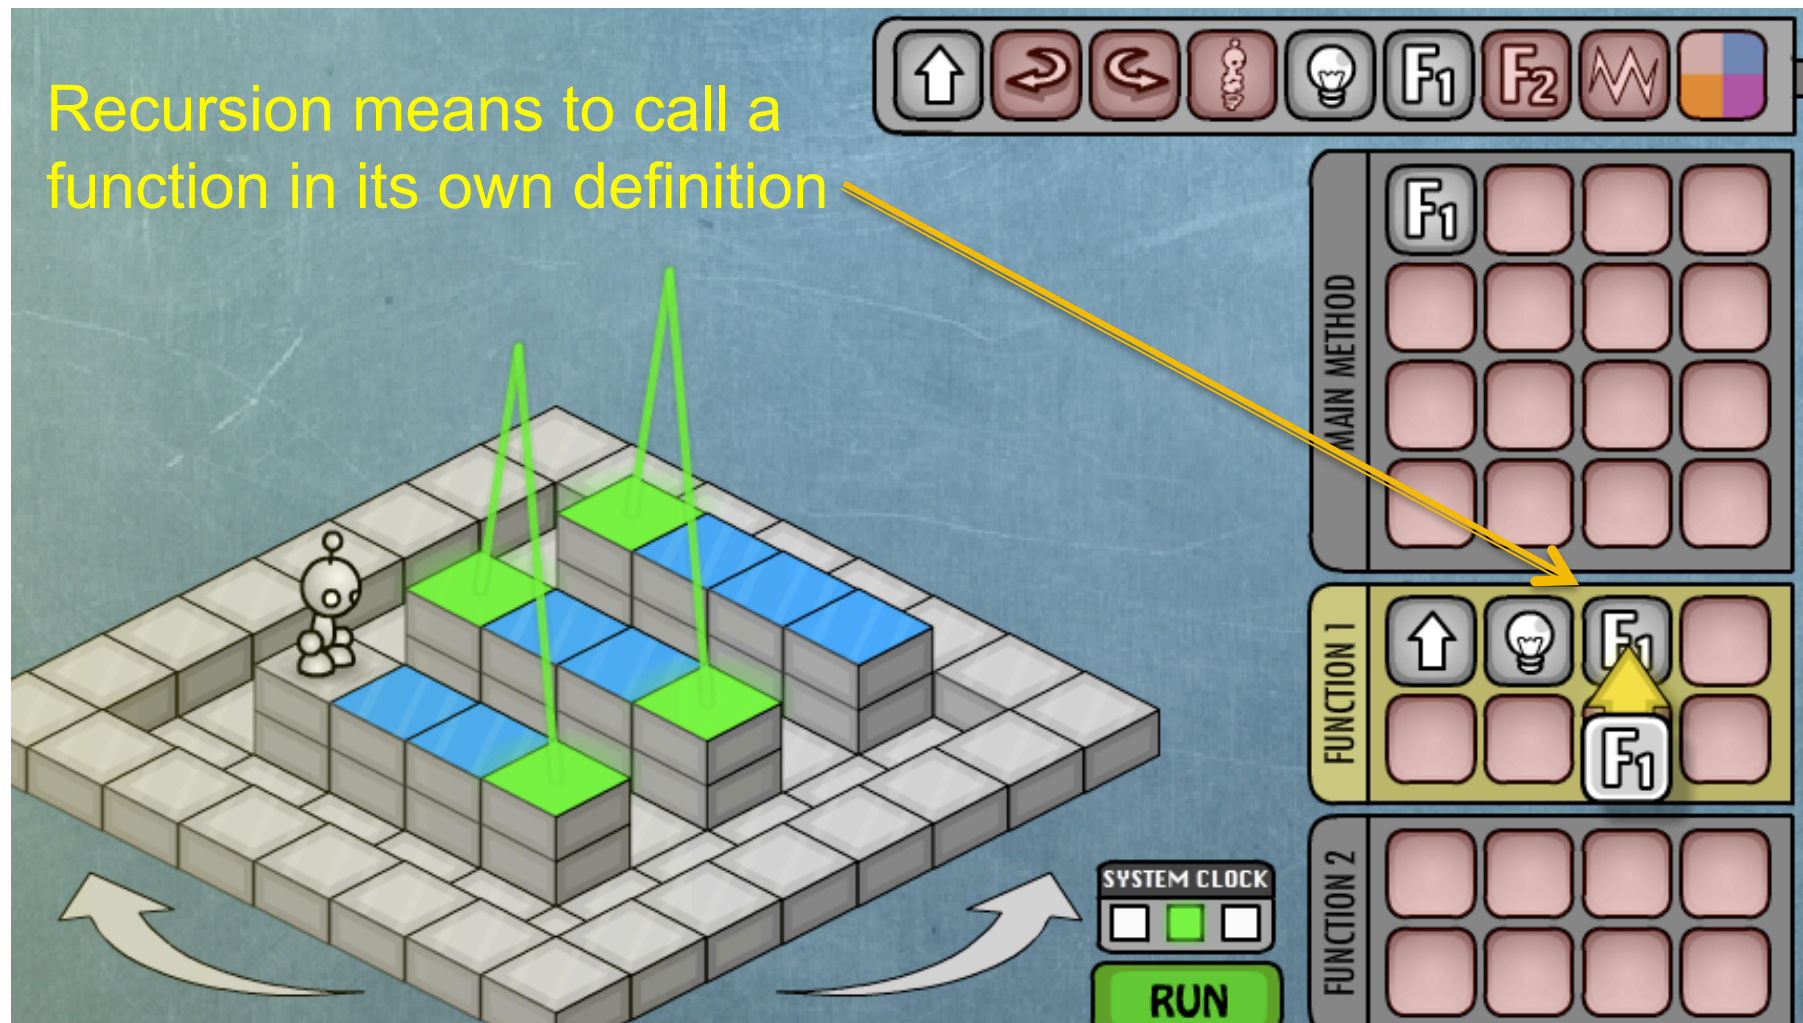 F1 F2
Recursion means to call a
function in its own definition
MAIN METHOD
F1
FUNCTION 1
F1
F1
FUNCTION 2
SYSTEM CLOCK
RUN